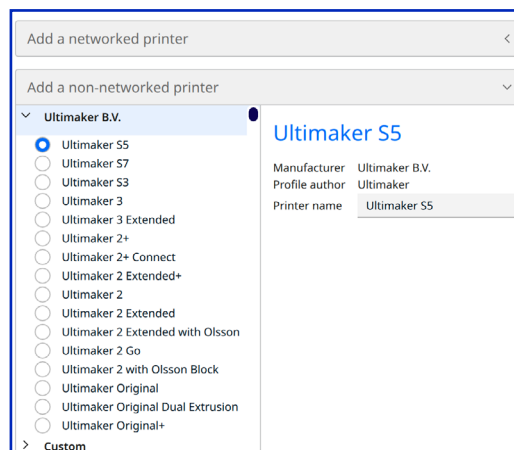 Add a networked printer
Add a non-networked printer
Ultimaker B.V.
Ultimaker S5
Ultimaker S7
Ultimaker S3
Ultimaker 3
Ultimaker 3 Extended
Ultimaker 2+
Ultimaker 2+ Connect
Ultimaker 2 Extended+
Ultimaker 2
Ultimaker 2 Extended
Ultimaker 2 Extended with Olsson
Ultimaker 2 Go
Ultimaker 2 with Olsson Block
Ultimaker Original
Ultimaker Original Dual Extrusion
Ultimaker Original+
Custom
Ultimaker S5
Manufacturer Ultimaker B.V.
Profile author Ultimaker
Printer name Ultimaker S5